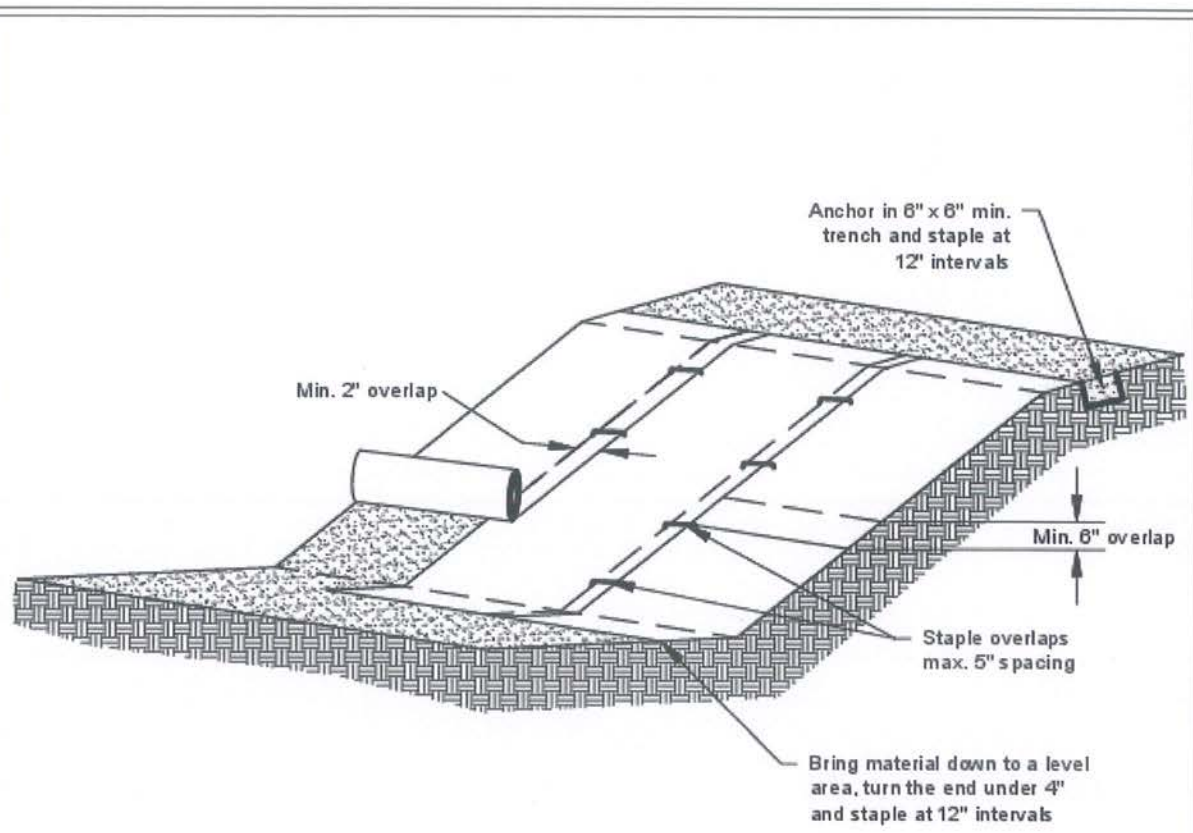 Anchor in 6" x 6" min.
trench and staple at
12" intervals
Min. 2" overlap
Min. 6" overlap
Staple overlaps
max. 5" spacing
Bring material down to a level
area, turn the end under 4"
and staple at 12" intervals